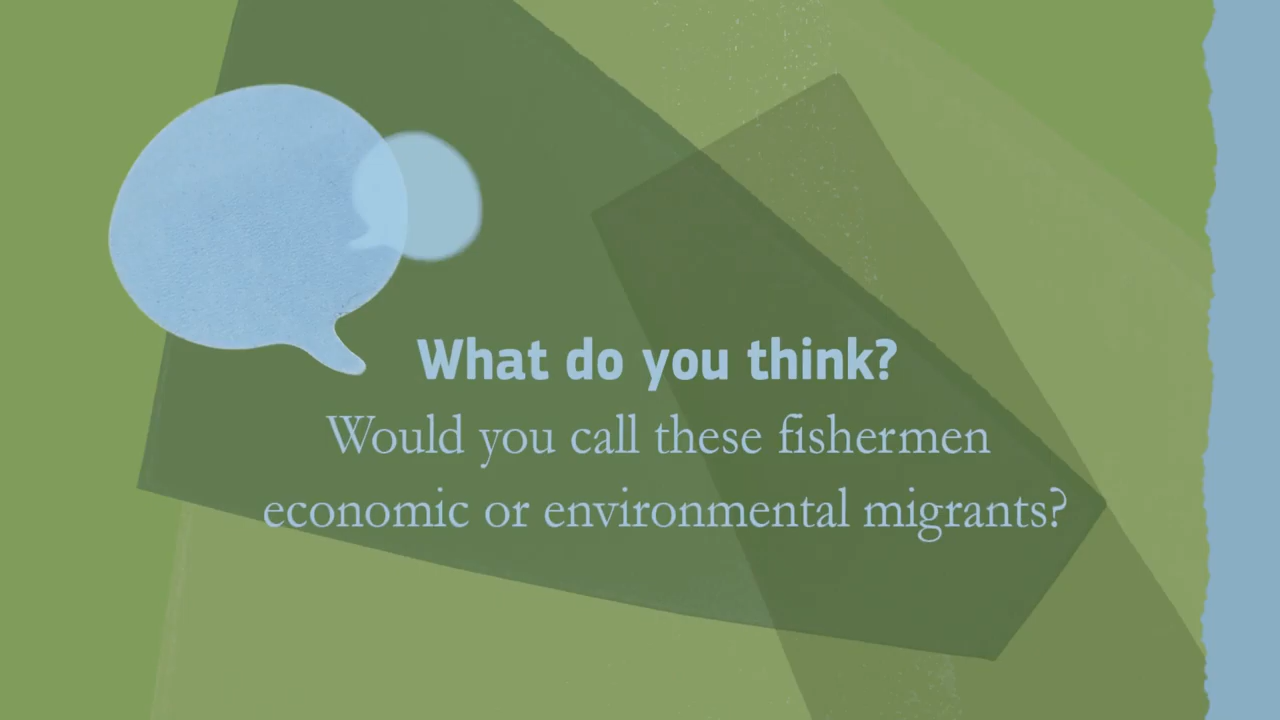 What do you think?
Would you call these fishermen
economic or environmental migrants?